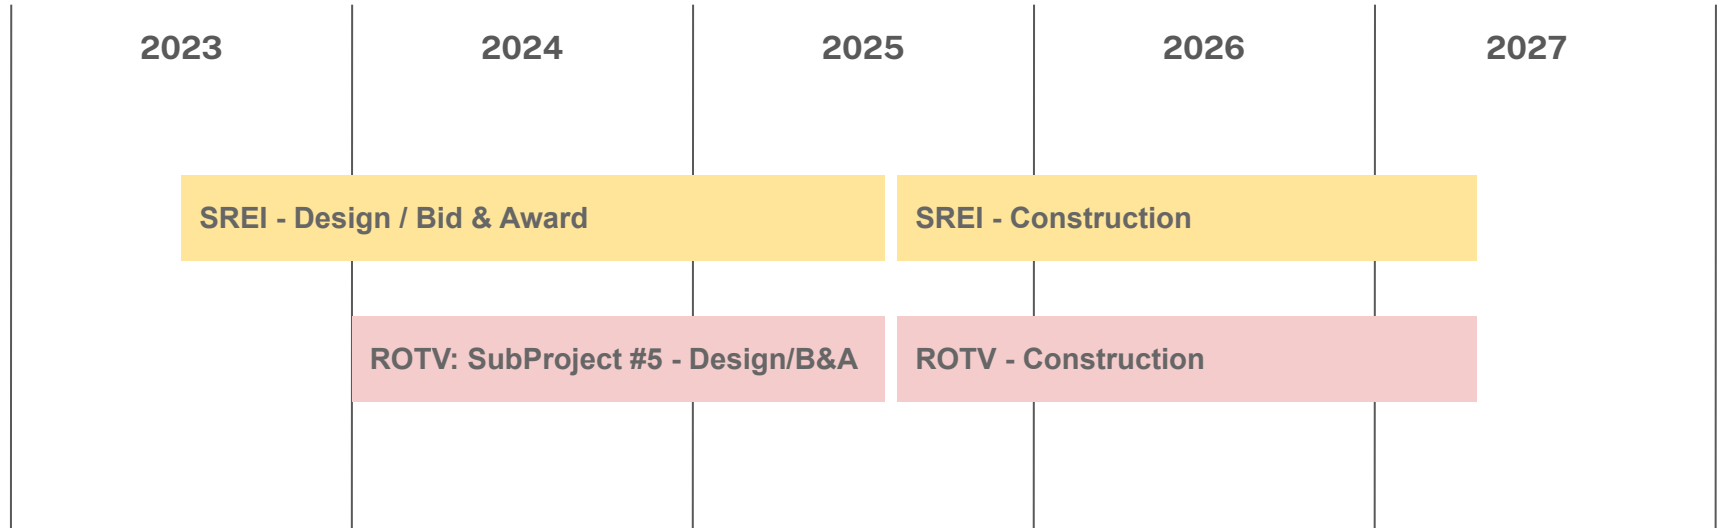 2023
2024
2025
2026
2027
SREI - Design / Bid & Award
SREI - Construction
ROTV: SubProject #5 - Design/B&A
ROTV - Construction